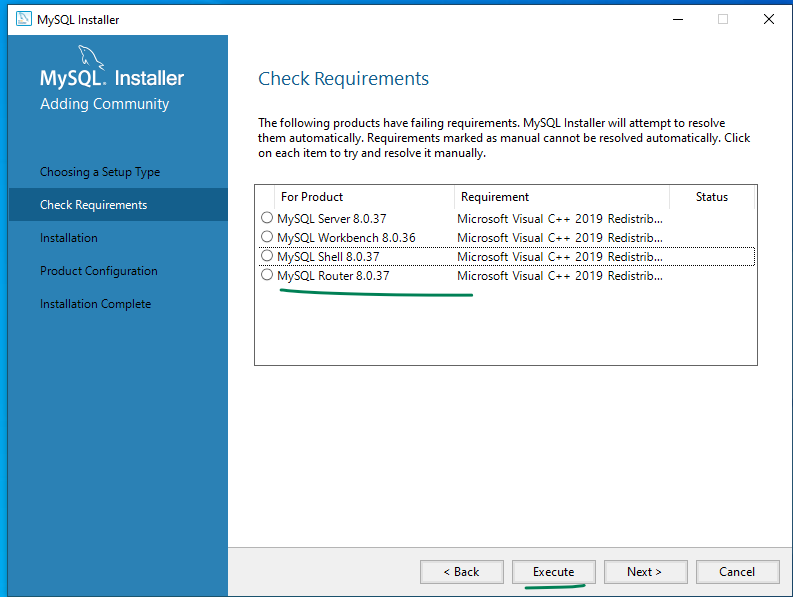 MySQL Installer
MySQL. Installer
Adding Community
Choosing a Setup Type
Check Requirements
Installation
Product Configuration
Installation Complete
Check Requirements
The following products have failing requirements. MySQL Installer will attempt to resolve
them automatically. Requirements marked as manual cannot be resolved automatically. Click
on each item to try and resolve it manually.
For Product Requirement Status
MySQL Server 8.0.37 Microsoft Visual C++ 2019 Redistrib...
MySQL Workbench 8.0.36 Microsoft Visual C++ 2019 Redistrib...
MySQL Shell 8.0.37 Microsoft Visual C++ 2019 Redistrib...
MySQL Router 8.0.37 Microsoft Visual C++ 2019 Redistrib...
< Back Execute Next > Cancel